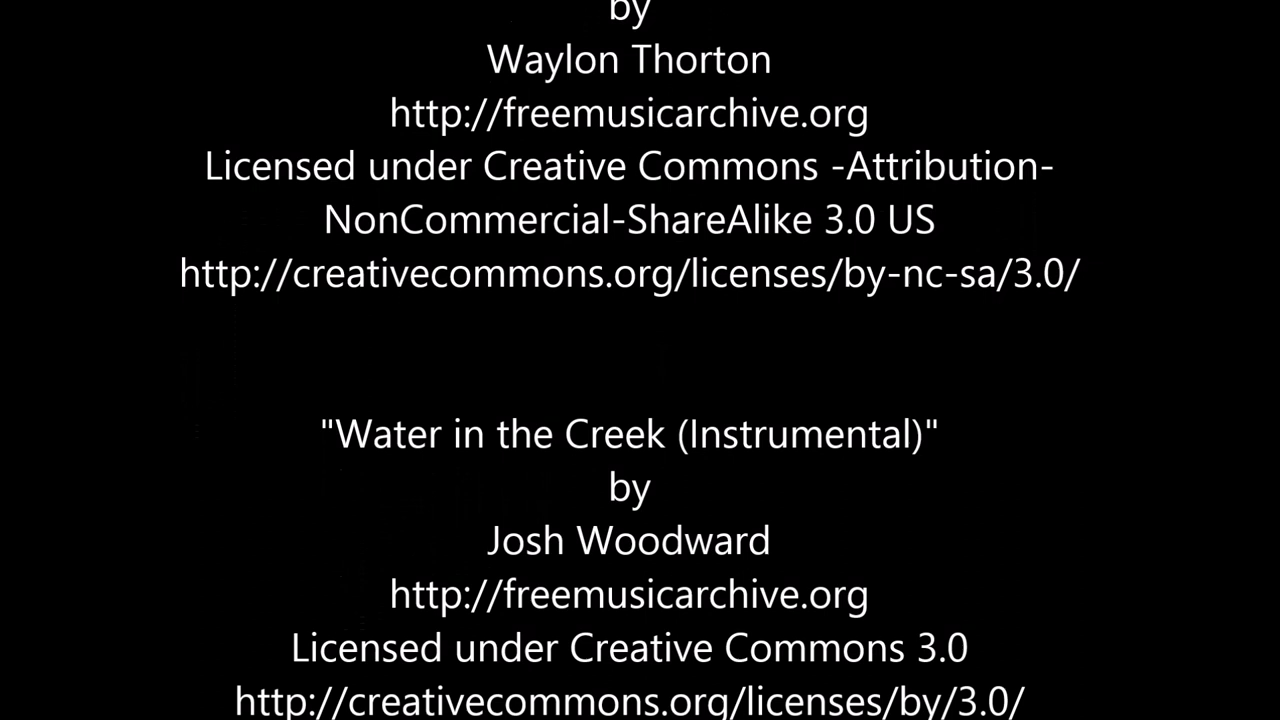 by
Waylon Thorton
http://freemusicarchive.org
Licensed under Creative Commons -Attribution-
NonCommercial-ShareAlike 3.0 US
http://creativecommons.org/licenses/by-nc-sa/3.0/
"Water in the Creek (Instrumental)"
by
Josh Woodward
http://freemusicarchive.org
Licensed under Creative Commons 3.0
http://creativecommons.org/licenses/by/3.0/